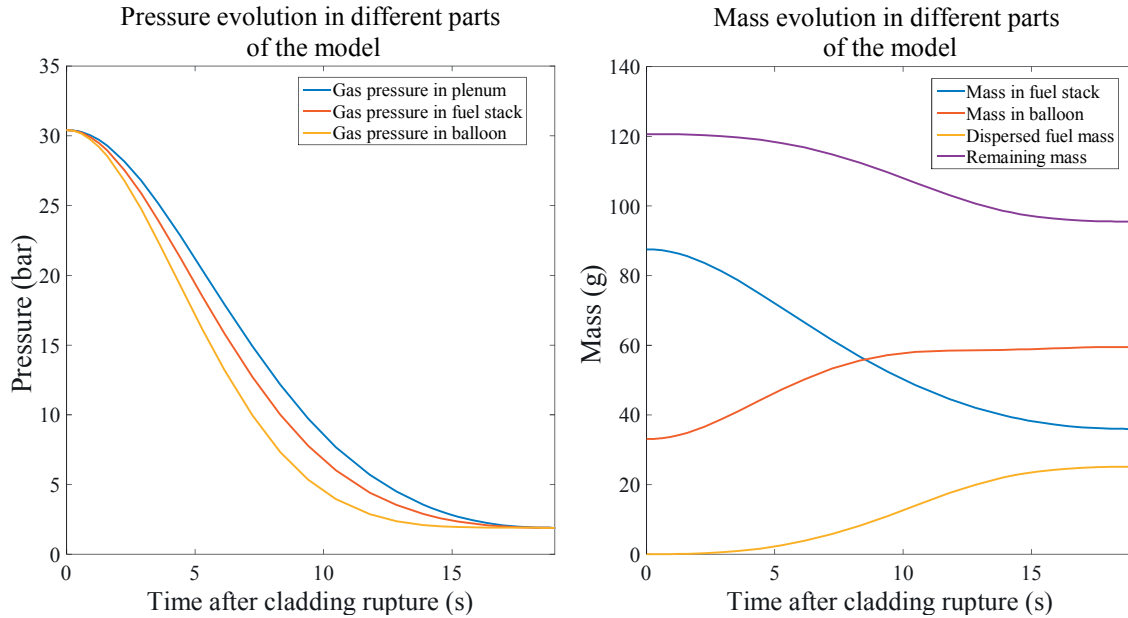 Pressure evolution in different parts
of the model
35
30
25
20
15
10
5
0
Pressure (bar)
Gas pressure in plenum
Gas pressure in fuel stack
Gas pressure in balloon
0 5 10 15
Time after cladding rupture (s)
Mass evolution in different parts
of the model
140
120
100
80
60
40
20
0
Mass (g)
Mass in fuel stack
Mass in balloon
Dispersed fuel mass
Remaining mass
0 5 10 15
Time after cladding rupture (s)